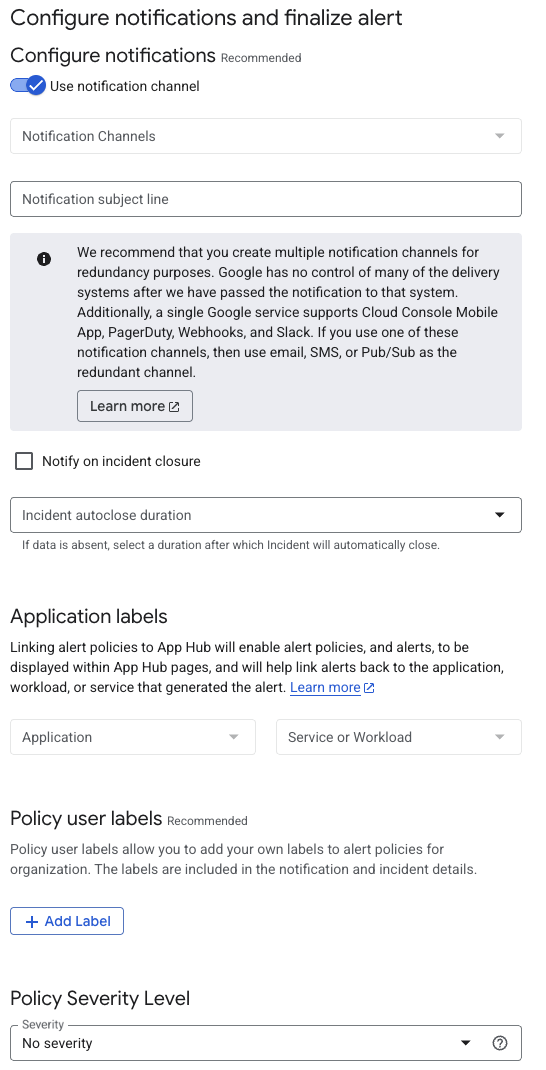 Configure notifications and finalize alert
Configure notifications Recommended
Use notification channel
Notification Channels
Notification subject line
We recommend that you create multiple notification channels for
redundancy purposes. Google has no control of many of the delivery
systems after we have passed the notification to that system.
Additionally, a single Google service supports Cloud Console Mobile
App, PagerDuty, Webhooks, and Slack. If you use one of these
notification channels, then use email, SMS, or Pub/Sub as the
redundant channel.
Learn more
Notify on incident closure
Incident autoclose duration
If data is absent, select a duration after which Incident will automatically close.
Application labels
Linking alert policies to App Hub will enable alert policies, and alerts, to be
displayed within App Hub pages, and will help link alerts back to the application,
workload, or service that generated the alert. Learn more
Application Service or Workload
Policy user labels Recommended
Policy user labels allow you to add your own labels to alert policies for
organization. The labels are included in the notification and incident details.
+ Add Label
Policy Severity Level
Severity
No severity